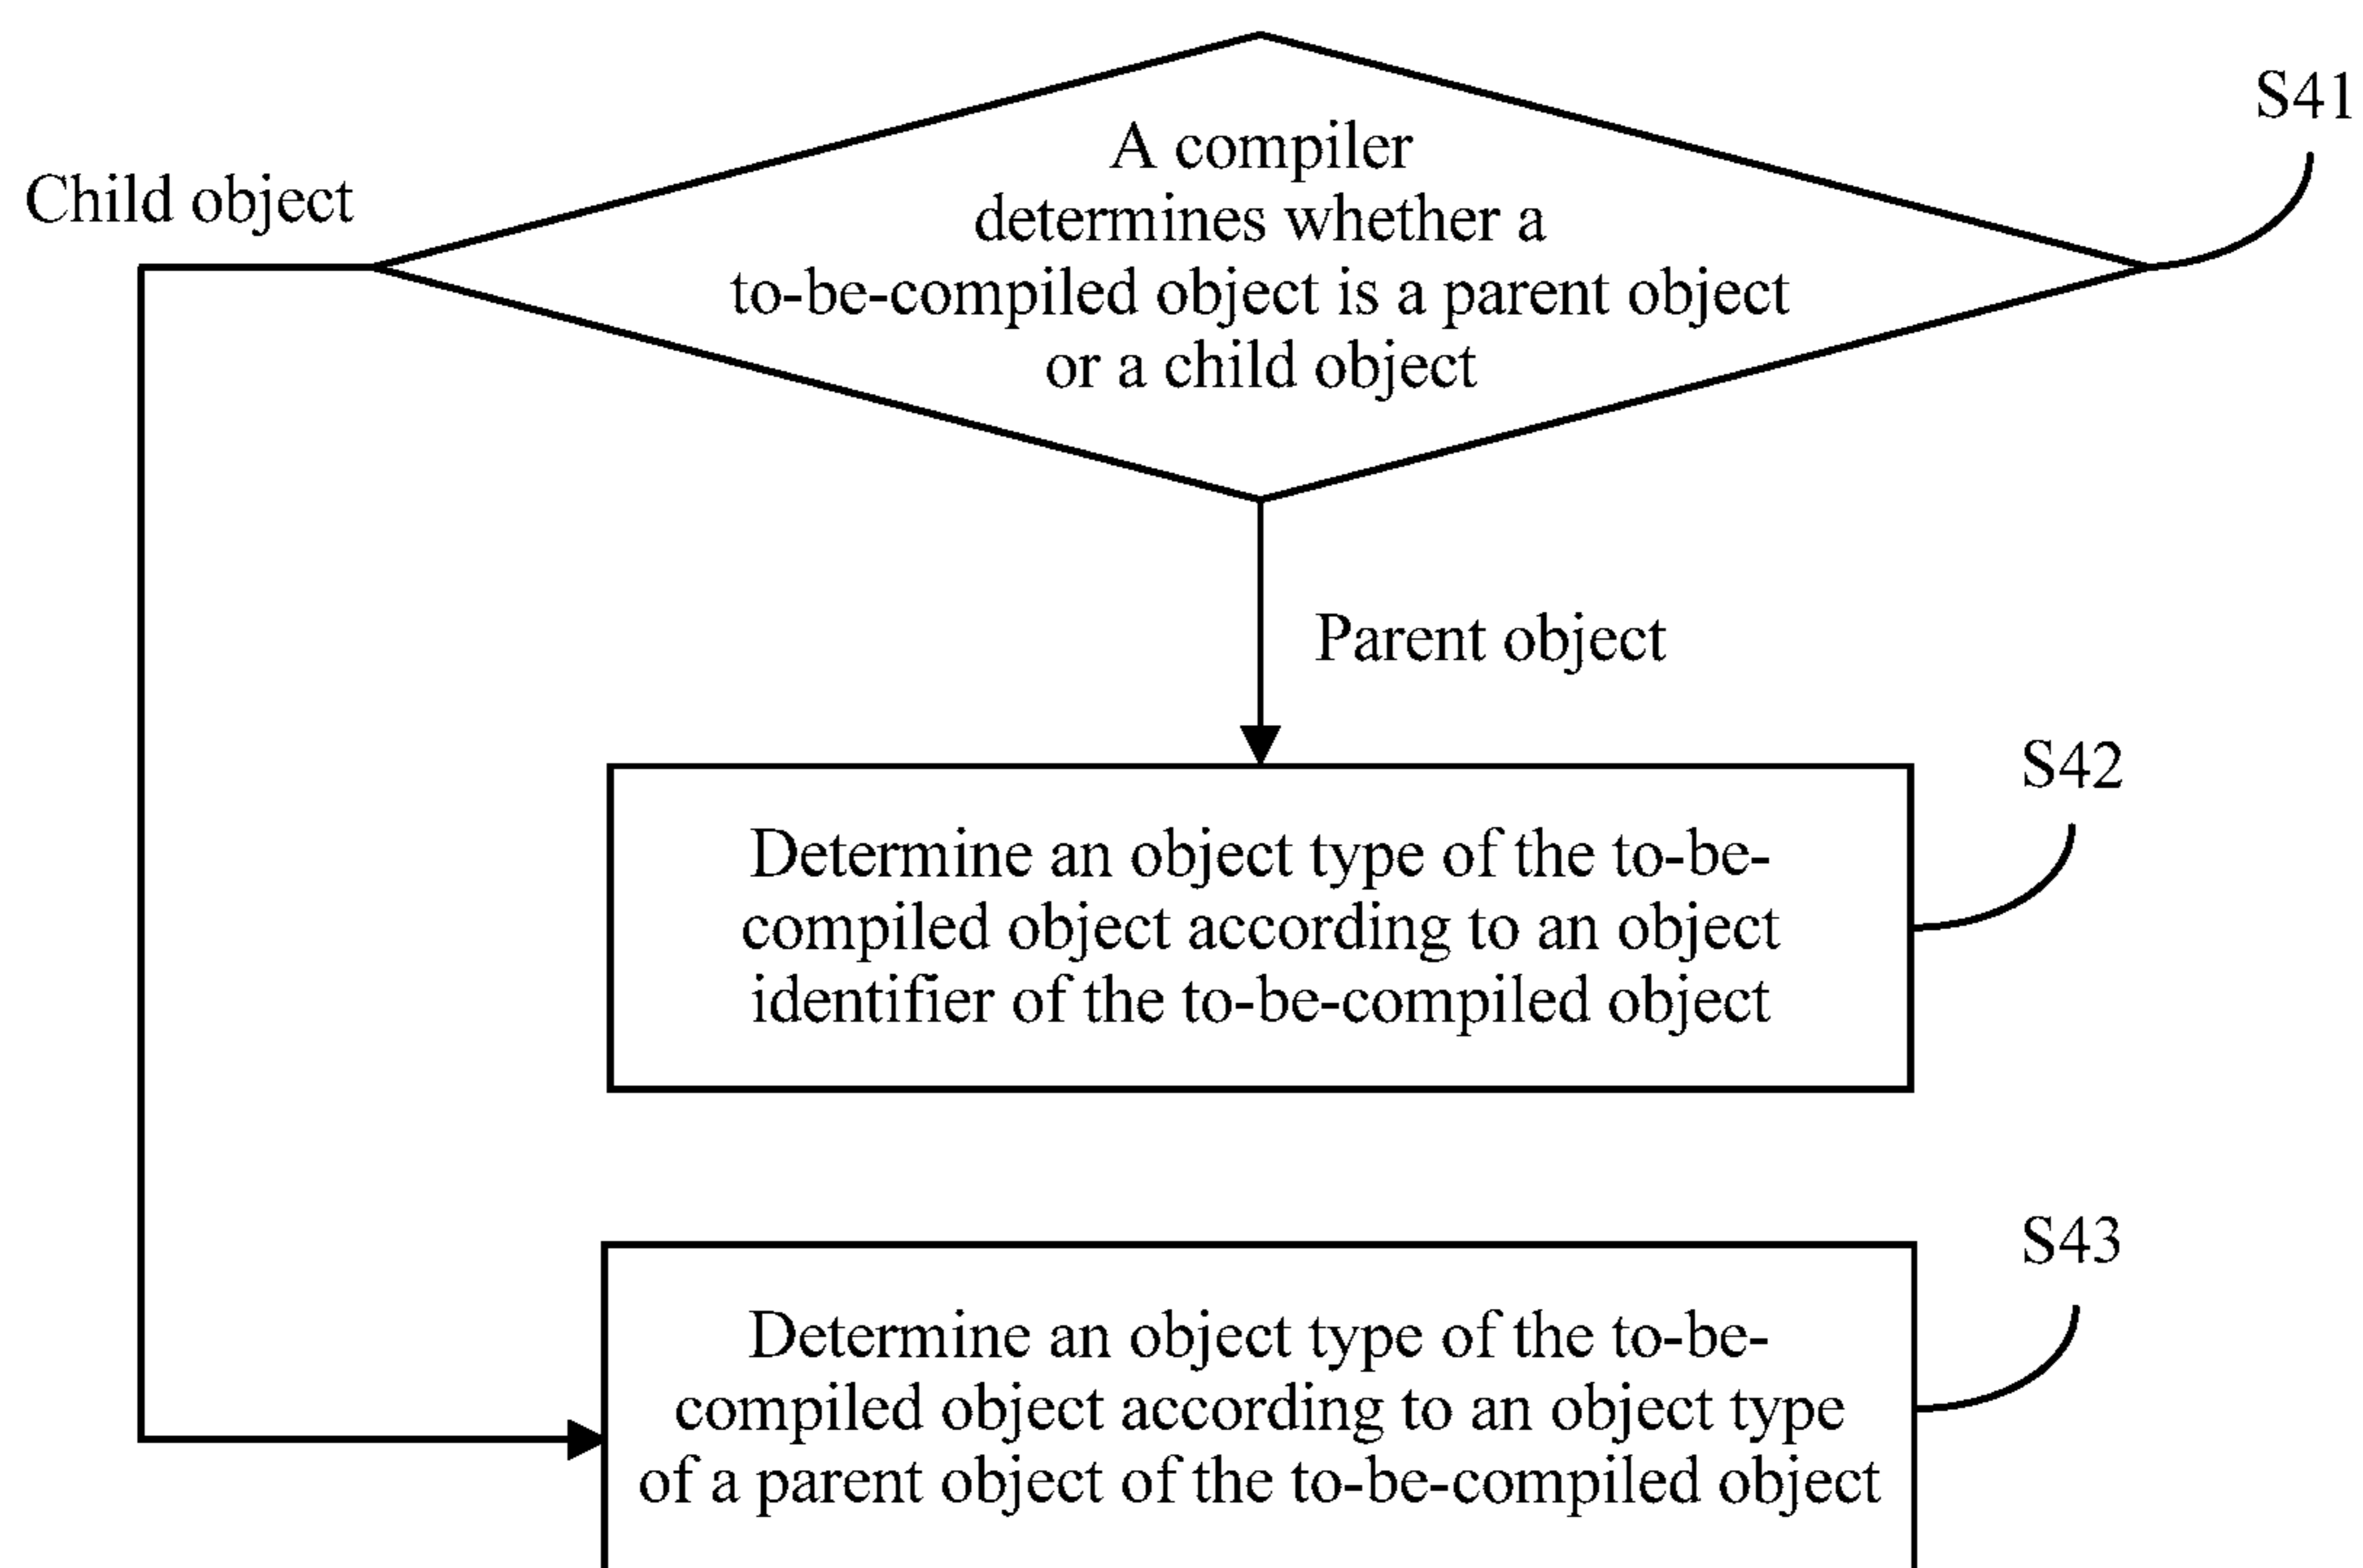 S41
A compiler
determines whether a
to-be-compiled object is a parent object
or a child object
Child object
Parent object
S42
Determine an object type of the to-be-
compiled object according to an object
identifier of the to-be-compiled object
S43
Determine an object type of the to-be-
compiled object according to an object type
of a parent object of the to-be-compiled object